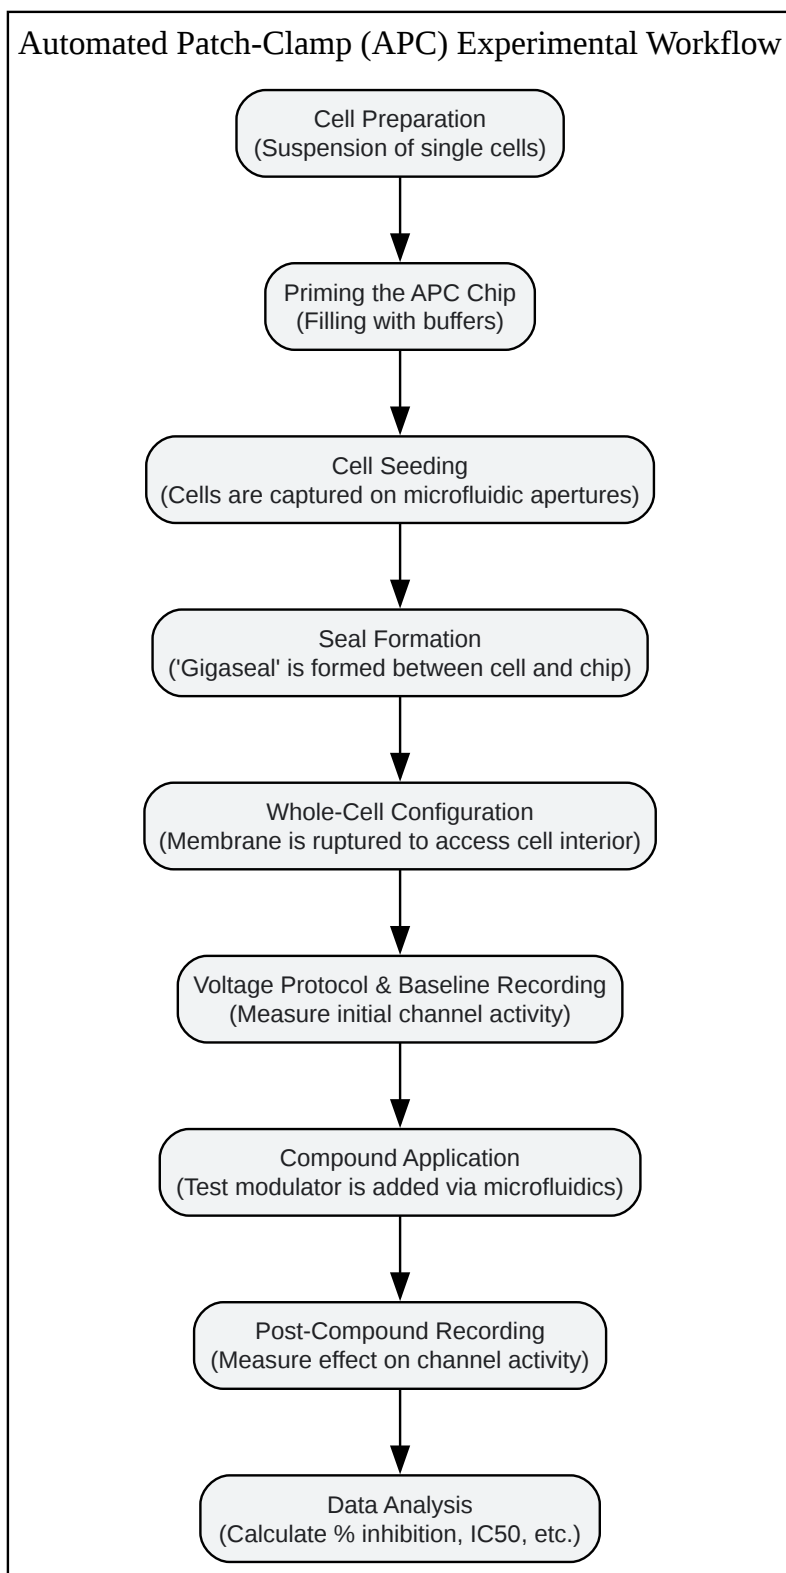 Automated Patch-Clamp (APC) Experimental Workflow
Cell Preparation
(Suspension of single cells)
Priming the APC Chip
(Filling with buffers)
Cell Seeding
(Cells are captured on microfluidic apertures)
Seal Formation
('Gigaseal' is formed between cell and chip)
Whole-Cell Configuration
(Membrane is ruptured to access cell interior)
Voltage Protocol & Baseline Recording
(Measure initial channel activity)
Compound Application
(Test modulator is added via microfluidics)
Post-Compound Recording
(Measure effect on channel activity)
Data Analysis
(Calculate % inhibition, IC50, etc.)